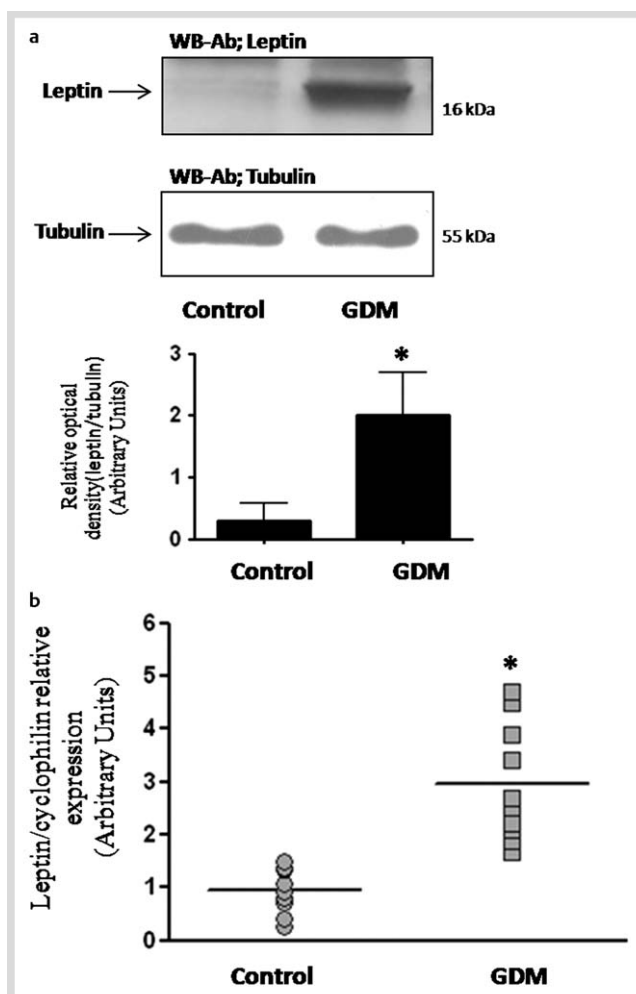 a
WB-Ab; Leptin
Leptin
16 kDa
WB-Ab; Tubulin
Tubulin
55 kDa
Control GDM
Relative optical
density(leptin/tubulin)
(Arbitrary Units)
3
2
1
0
*
Control GDM
b
Leptin/cyclophilin relative
expression
(Arbitrary Units)
6
5
4
3
2
1
0
*
Control GDM